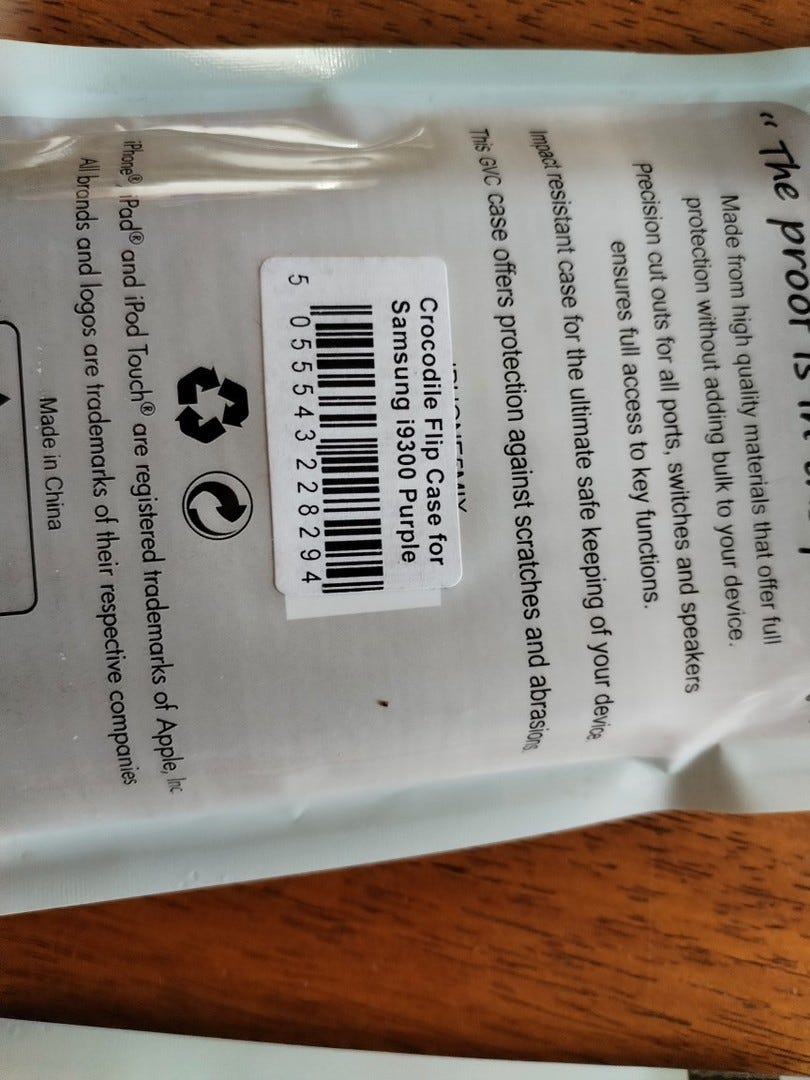 “ The proof is in
Made from high quality materials that offer full
protection without adding bulk to your device.
Precision cut outs for all ports, switches and speakers
ensures full access to key functions.
Impact resistant case for the ultimate safe keeping of your device
This GVC case offers protection against scratches and abrasions
Crocodile Flip Case for
Samsung i9300 Purple
5 055543 228294
iPhone®, iPad® and iPod Touch® are registered trademarks of Apple, Inc
All brands and logos are trademarks of their respective companies
Made in China